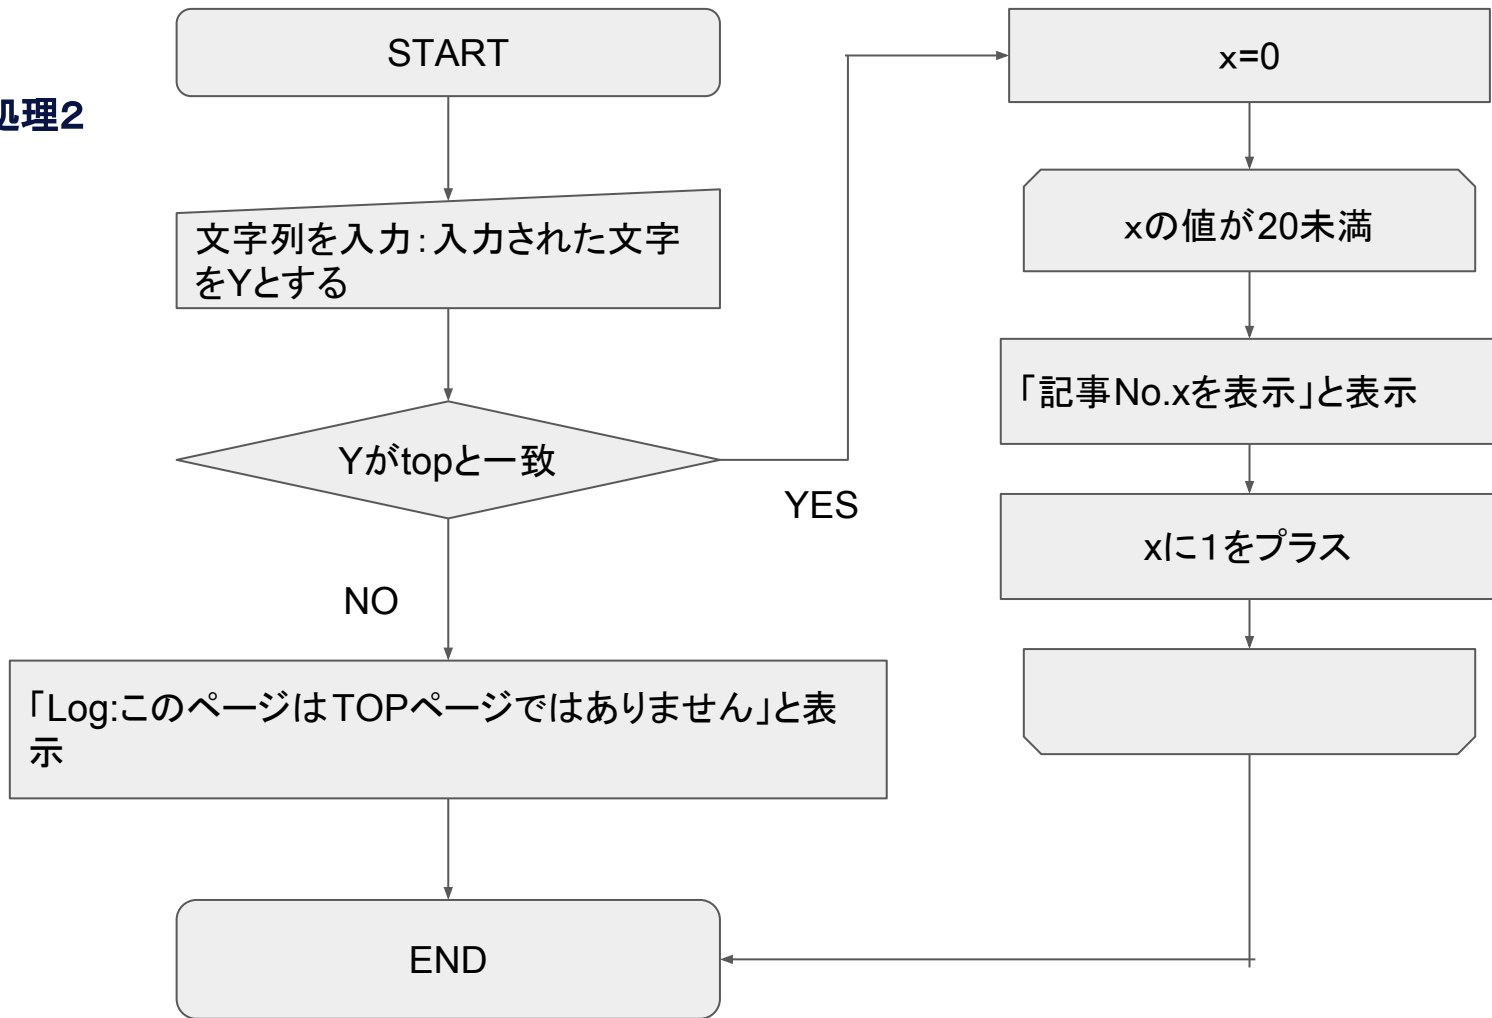 処理２
START
文字列を入力：入力された文字
をYとする
Yがtopと一致
YES
NO
「Log:このページはTOPページではありません」と表
示
END
x=0
xの値が20未満
「記事No.xを表示」と表示
xに１をプラス